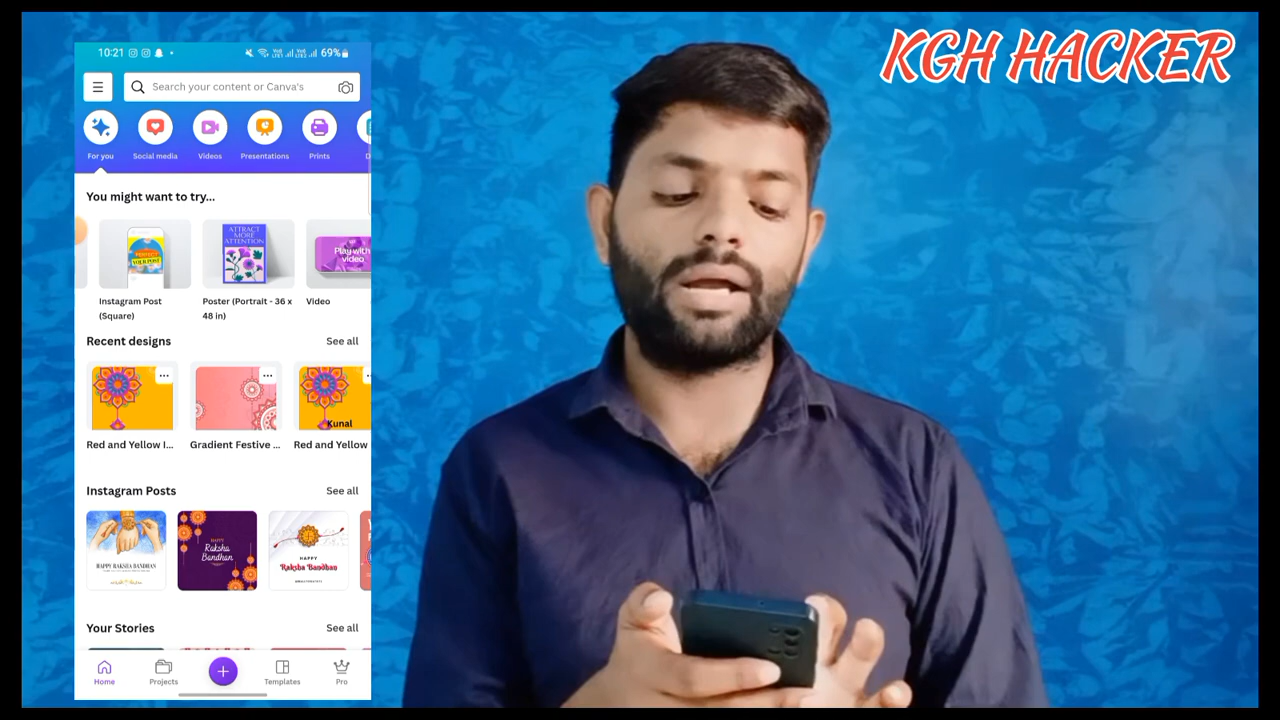 KGH HACKER
10:21
69%
Search your content or Canva's
For you
Social media
Videos
Presentations
Prints
You might want to try...
ATTRACT
MORE
ATTENTION
Play with
video
Instagram Post
(Square)
Poster (Portrait - 36 x
48 in)
Video
Recent designs
See all
Kunal
Red and Yellow I...
Gradient Festive ...
Red and Yellow
Instagram Posts
See all
HAPPY RAKSHA BANDHAN
HAPPY
Raksha
Bandhan
HAPPY
Raksha Bandhan
Your Stories
See all
Home
Projects
Templates
Pro